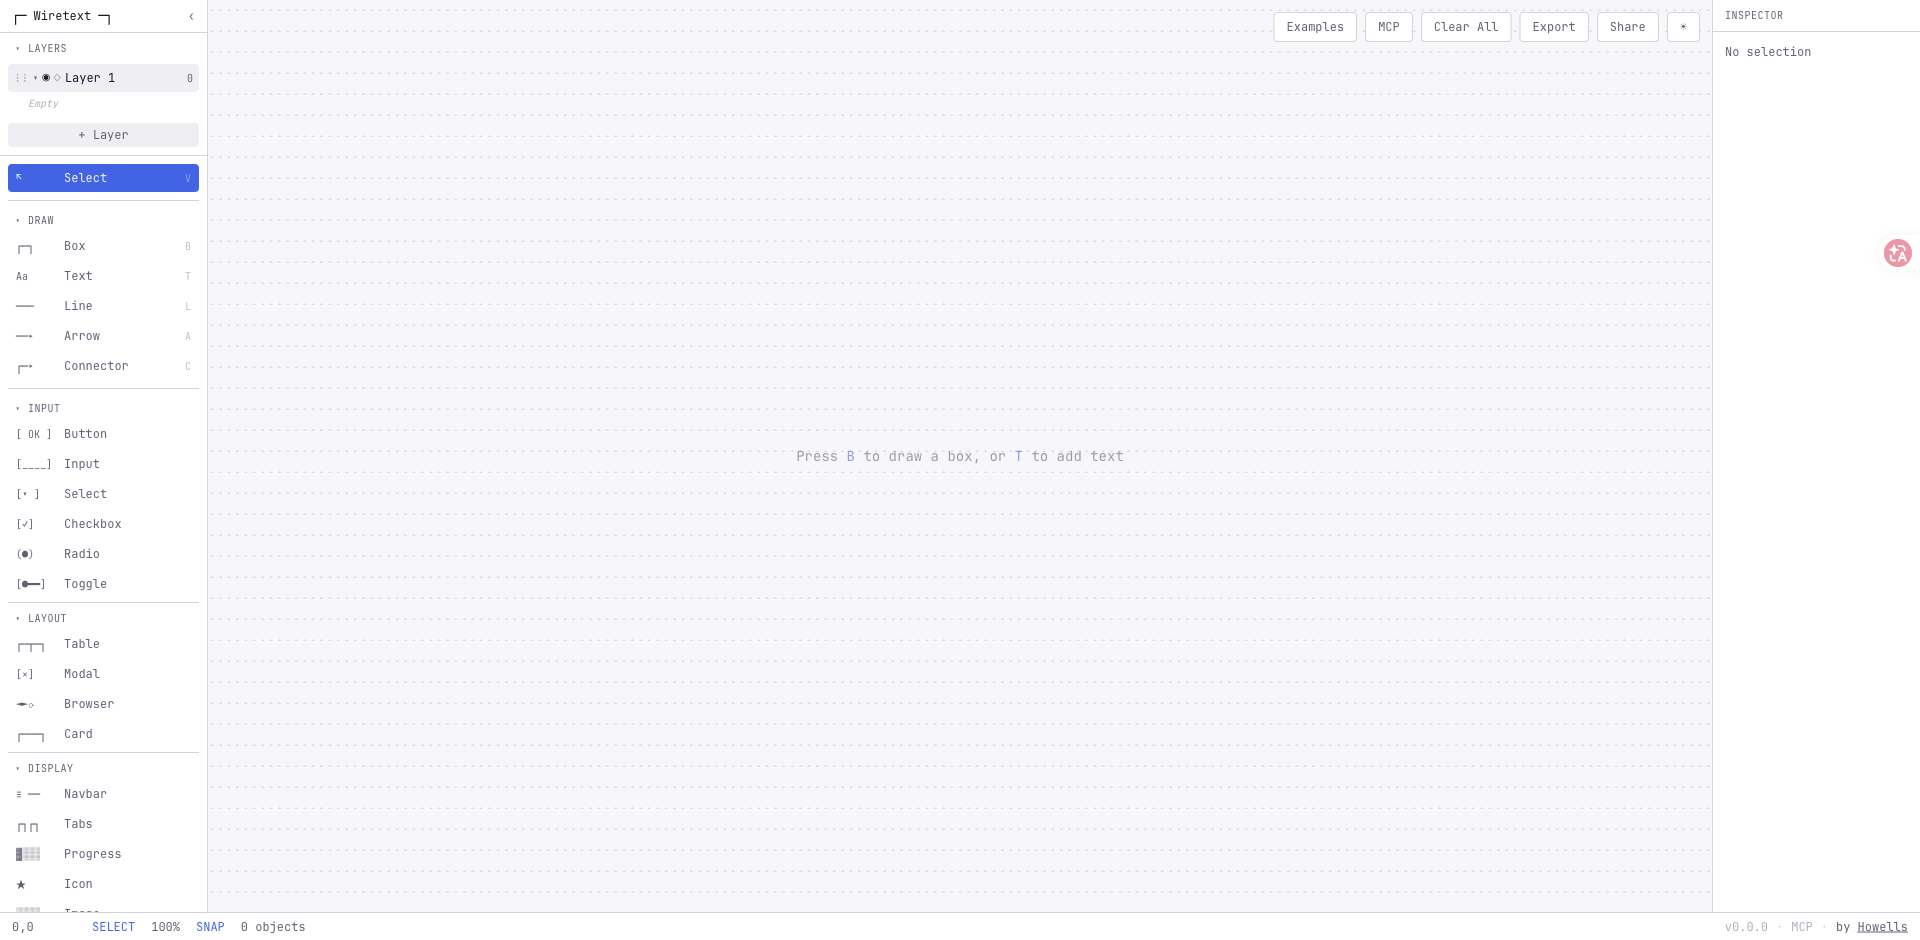 Wiretext
LAYERS
Layer 1 0
Empty
+ Layer
Select V
DRAW
Box B
Aa Text T
Line L
Arrow A
Connector C
INPUT
[ OK ] Button
[____] Input
[▾ ] Select
[✓] Checkbox
(●) Radio
[●━━] Toggle
LAYOUT
Table
[×] Modal
Browser
Card
DISPLAY
Navbar
Tabs
Progress
★ Icon
Examples MCP Clear All Export Share
Press B to draw a box, or T to add text
INSPECTOR
No selection
0,0 SELECT 100% SNAP 0 objects
v0.0.0 · MCP · by Howells